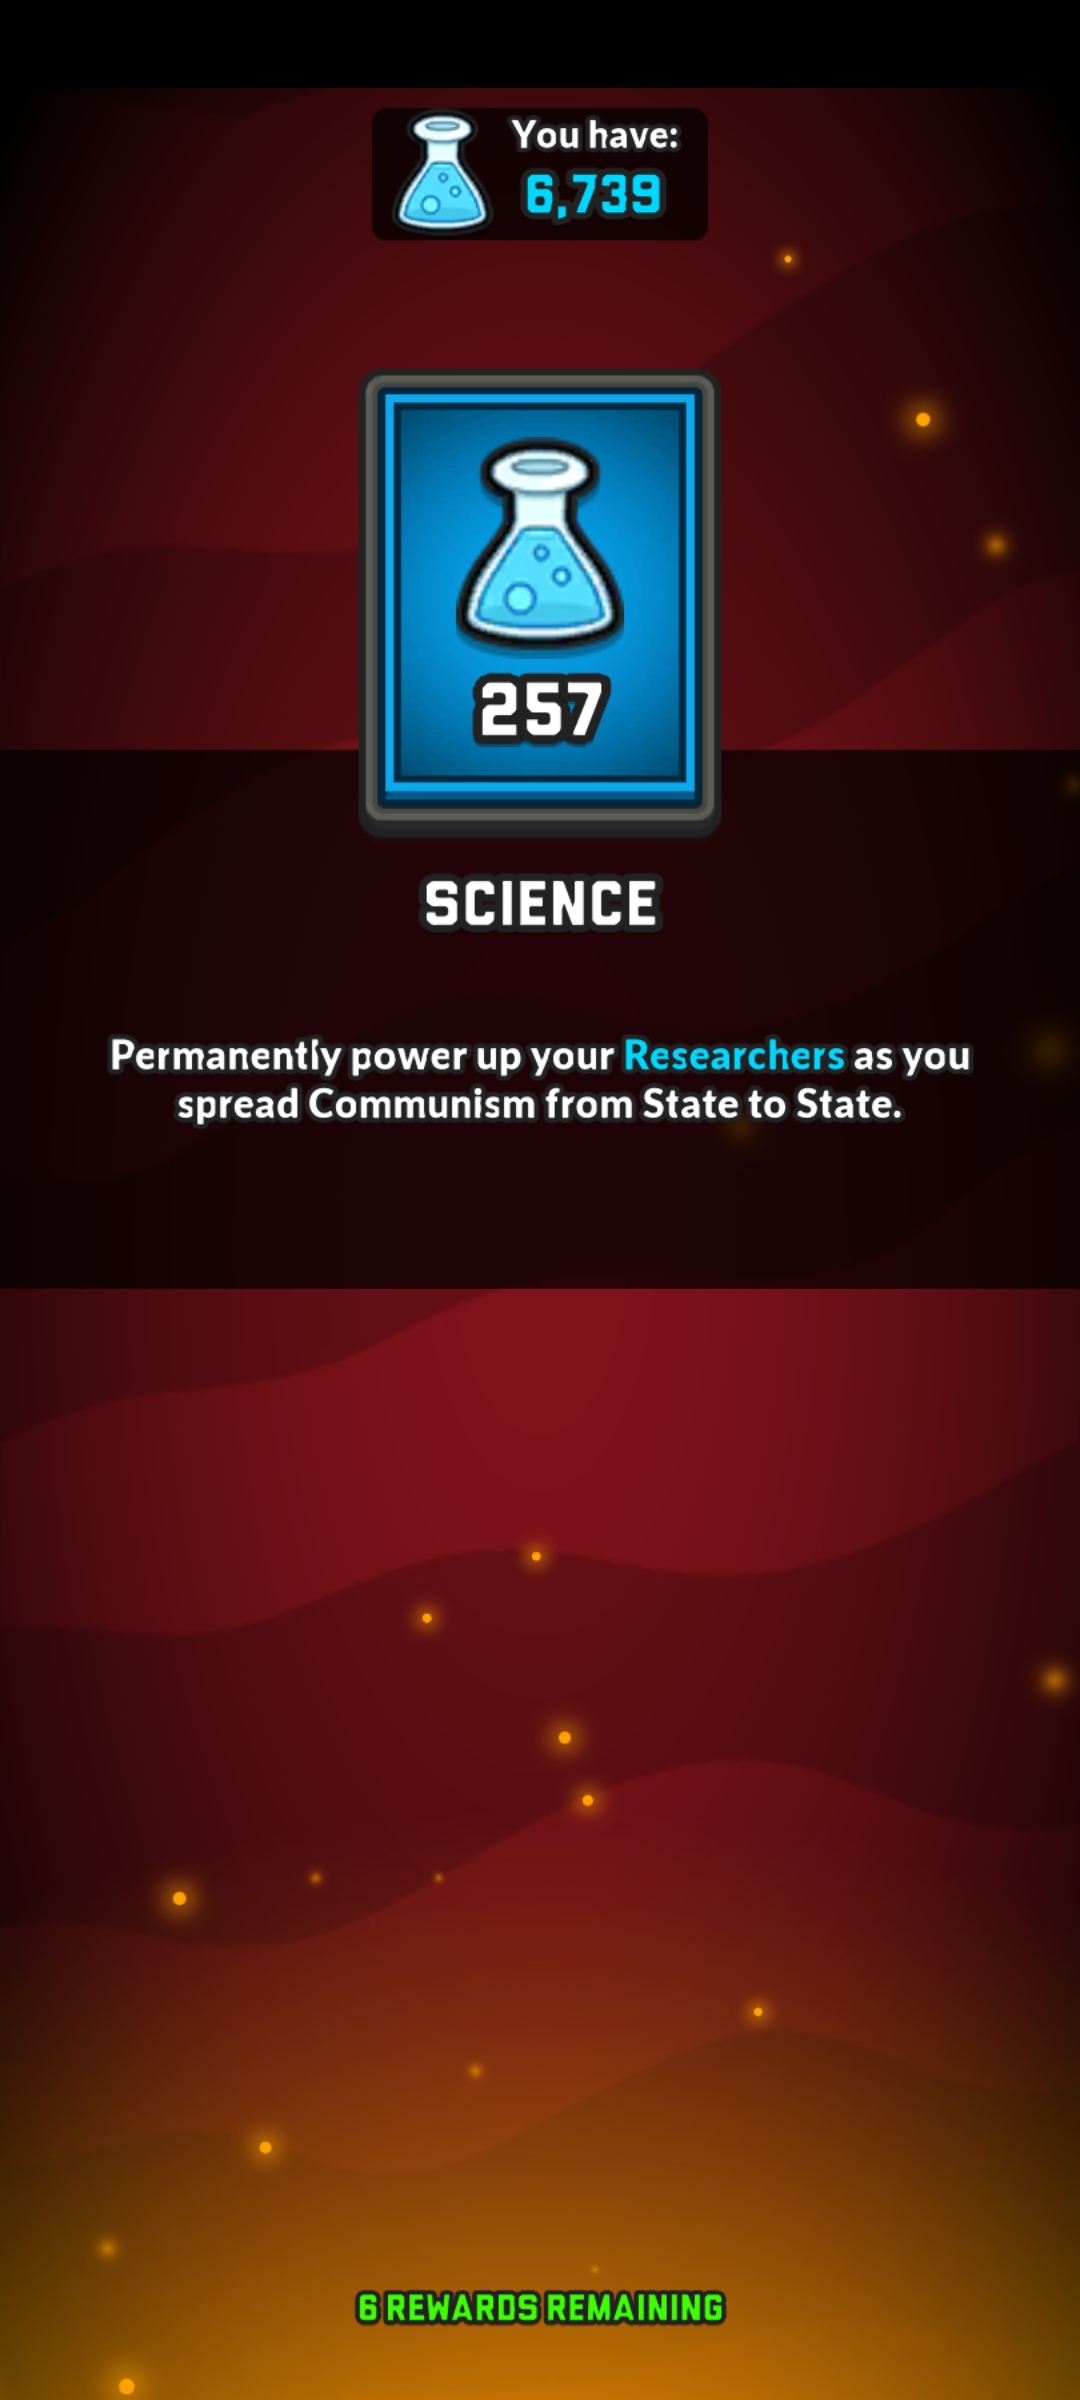 You have:
6,739
257
SCIENCE
Permanently power up your Researchers as you
spread Communism from State to State.
6 REWARDS REMAINING